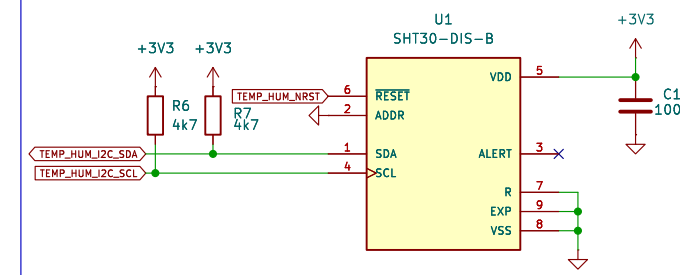 U1
SHT30-DIS-B
+3V3
+3V3
+3V3
VDD
5
C1
100
TEMP_HUM_NRST
6
RESET
R6
4k7
R7
4k7
2
ADDR
TEMP_HUM_I2C_SDA
1
SDA
ALERT
3
TEMP_HUM_I2C_SCL
4
SCL
R
7
EXP
9
VSS
8